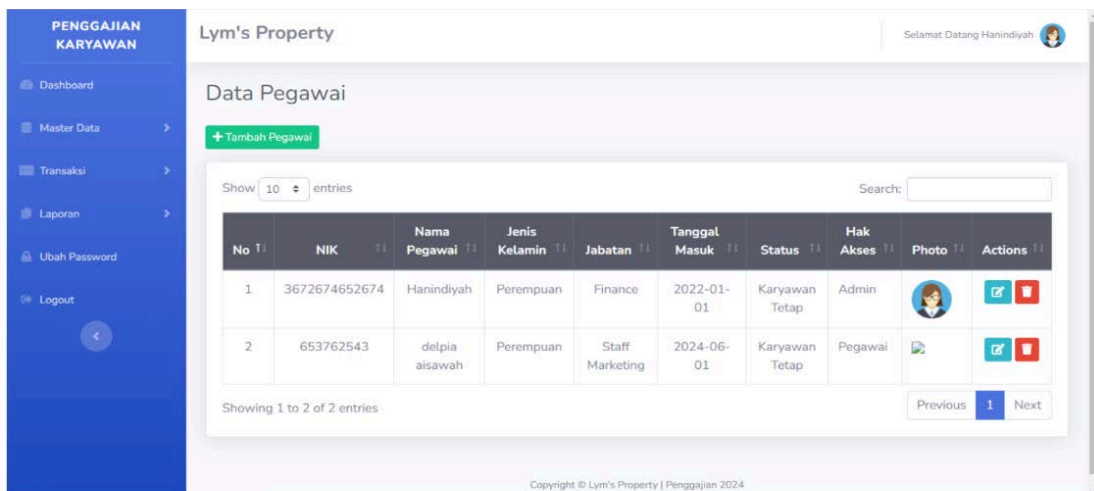 PENGGAJIAN
KARYAWAN
Lym's Property
Selamat Datang Hanindiyah
Dashboard
Master Data
Transaksi
Laporan
Ubah Password
Logout
Data Pegawai
+ Tambah Pegawai
Show 10 entries
Search:
No NIK Nama Pegawai Jenis Kelamin Jabatan Tanggal Masuk Status Hak Akses Photo Actions
1 3672674652674 Hanindiyah Perempuan Finance 2022-01-01 Karyawan Tetap Admin
2 653762543 delpia aisawah Perempuan Staff Marketing 2024-06-01 Karyawan Tetap Pegawai
Showing 1 to 2 of 2 entries
Previous 1 Next
Copyright © Lym's Property | Penggajian 2024